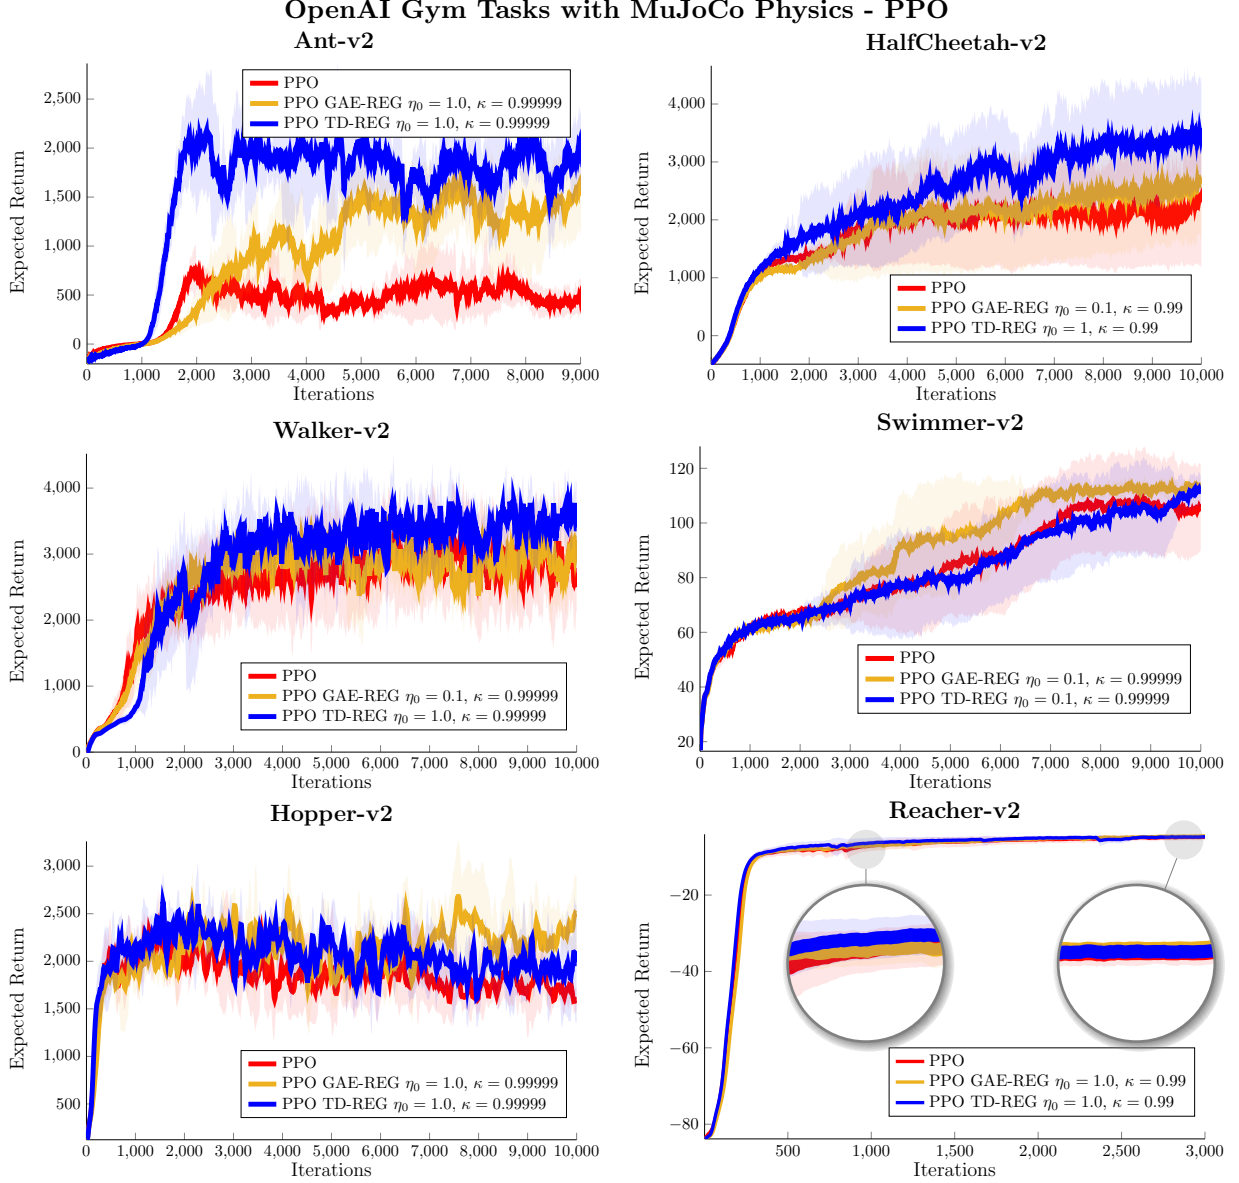 OpenAI Gym Tasks with MuJoCo Physics - PPO
Ant-v2
Expected Return
2,500
2,000
1,500
1,000
500
0
PPO
PPO GAE-REG η₀ = 1.0, κ = 0.99999
PPO TD-REG η₀ = 1.0, κ = 0.99999
0 1,000 2,000 3,000 4,000 5,000 6,000 7,000 8,000 9,000
Iterations
HalfCheetah-v2
Expected Return
4,000
3,000
2,000
1,000
0
PPO
PPO GAE-REG η₀ = 0.1, κ = 0.99
PPO TD-REG η₀ = 1, κ = 0.99
0 1,000 2,000 3,000 4,000 5,000 6,000 7,000 8,000 9,000 10,000
Iterations
Walker-v2
Expected Return
4,000
3,000
2,000
1,000
0
PPO
PPO GAE-REG η₀ = 0.1, κ = 0.99999
PPO TD-REG η₀ = 1.0, κ = 0.99999
0 1,000 2,000 3,000 4,000 5,000 6,000 7,000 8,000 9,000 10,000
Iterations
Swimmer-v2
Expected Return
120
100
80
60
40
20
PPO
PPO GAE-REG η₀ = 0.1, κ = 0.99999
PPO TD-REG η₀ = 0.1, κ = 0.99999
0 1,000 2,000 3,000 4,000 5,000 6,000 7,000 8,000 9,000 10,000
Iterations
Hopper-v2
Expected Return
3,000
2,500
2,000
1,500
1,000
500
PPO
PPO GAE-REG η₀ = 1.0, κ = 0.99999
PPO TD-REG η₀ = 1.0, κ = 0.99999
0 1,000 2,000 3,000 4,000 5,000 6,000 7,000 8,000 9,000 10,000
Iterations
Reacher-v2
Expected Return
−20
−40
−60
−80
PPO
PPO GAE-REG η₀ = 1.0, κ = 0.99
PPO TD-REG η₀ = 1.0, κ = 0.99
500 1,000 1,500 2,000 2,500 3,000
Iterations